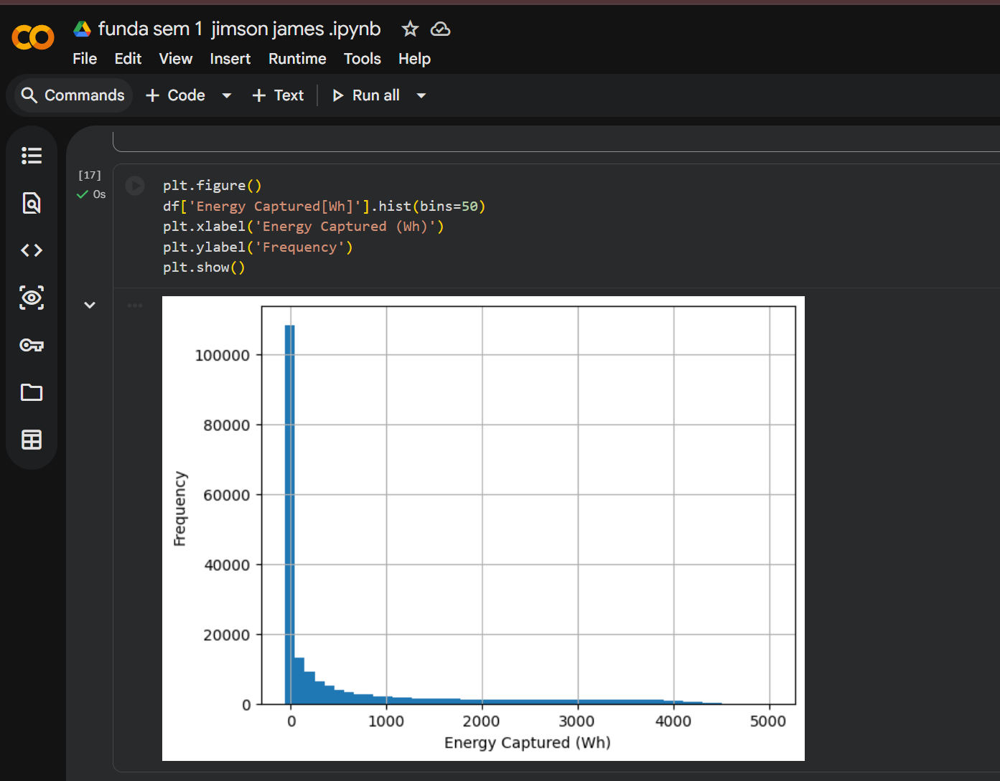 funda sem 1 jimson james .ipynb
File Edit View Insert Runtime Tools Help
Commands + Code + Text Run all
[17]
0s
plt.figure()
df['Energy Captured[Wh]'].hist(bins=50)
plt.xlabel('Energy Captured (Wh)')
plt.ylabel('Frequency')
plt.show()
100000
80000
60000
40000
20000
0
Frequency
0 1000 2000 3000 4000 5000
Energy Captured (Wh)